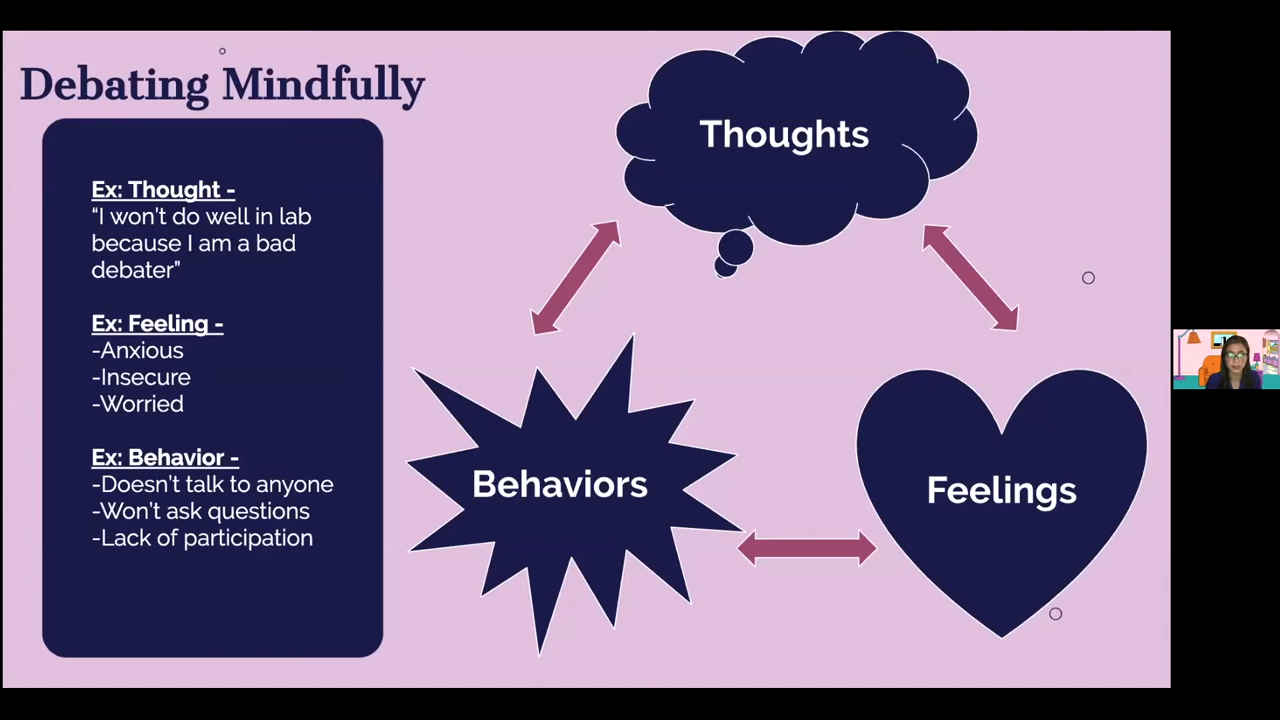 Debating Mindfully
Ex: Thought -
“I won’t do well in lab
because I am a bad
debater”
Ex: Feeling -
-Anxious
-Insecure
-Worried
Ex: Behavior -
-Doesn’t talk to anyone
-Won’t ask questions
-Lack of participation
Thoughts
Behaviors
Feelings